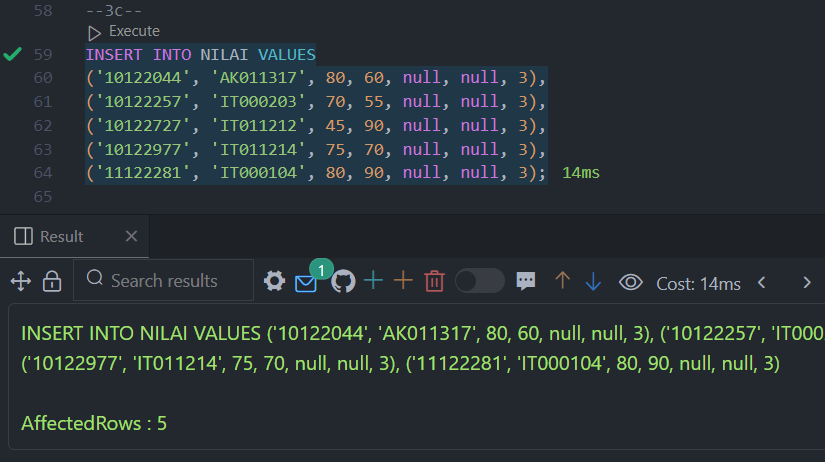 58 --3c--
Execute
59 INSERT INTO NILAI VALUES
60 ('10122044', 'AK011317', 80, 60, null, null, 3),
61 ('10122257', 'IT000203', 70, 55, null, null, 3),
62 ('10122727', 'IT011212', 45, 90, null, null, 3),
63 ('10122977', 'IT011214', 75, 70, null, null, 3),
64 ('11122281', 'IT000104', 80, 90, null, null, 3); 14ms
65
Result
Search results 1 Cost: 14ms
INSERT INTO NILAI VALUES ('10122044', 'AK011317', 80, 60, null, null, 3), ('10122257', 'IT000
('10122977', 'IT011214', 75, 70, null, null, 3), ('11122281', 'IT000104', 80, 90, null, null, 3)
AffectedRows : 5